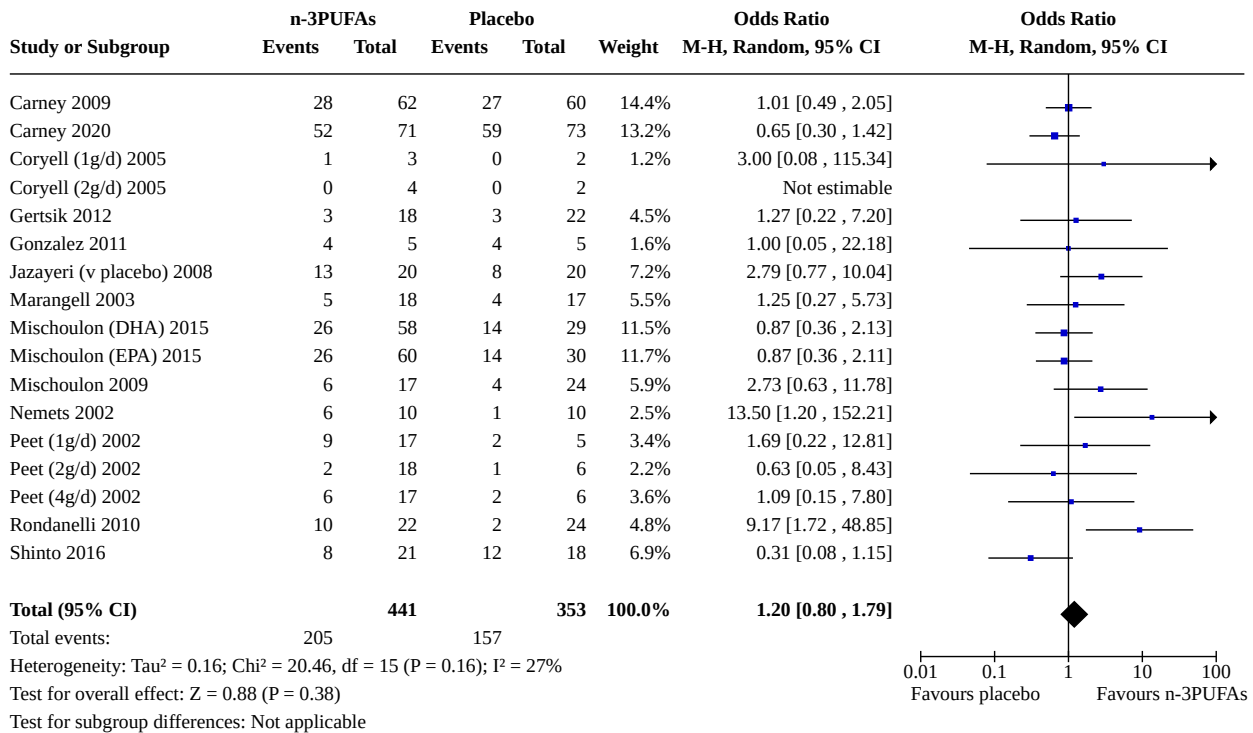 n-3PUFAs Placebo Odds Ratio Odds Ratio
Study or Subgroup Events Total Events Total Weight M-H, Random, 95% CI M-H, Random, 95% CI
Carney 2009 28 62 27 60 14.4% 1.01 [0.49 , 2.05]
Carney 2020 52 71 59 73 13.2% 0.65 [0.30 , 1.42]
Coryell (1g/d) 2005 1 3 0 2 1.2% 3.00 [0.08 , 115.34]
Coryell (2g/d) 2005 0 4 0 2 Not estimable
Gertsik 2012 3 18 3 22 4.5% 1.27 [0.22 , 7.20]
Gonzalez 2011 4 5 4 5 1.6% 1.00 [0.05 , 22.18]
Jazayeri (v placebo) 2008 13 20 8 20 7.2% 2.79 [0.77 , 10.04]
Marangell 2003 5 18 4 17 5.5% 1.25 [0.27 , 5.73]
Mischoulon (DHA) 2015 26 58 14 29 11.5% 0.87 [0.36 , 2.13]
Mischoulon (EPA) 2015 26 60 14 30 11.7% 0.87 [0.36 , 2.11]
Mischoulon 2009 6 17 4 24 5.9% 2.73 [0.63 , 11.78]
Nemets 2002 6 10 1 10 2.5% 13.50 [1.20 , 152.21]
Peet (1g/d) 2002 9 17 2 5 3.4% 1.69 [0.22 , 12.81]
Peet (2g/d) 2002 2 18 1 6 2.2% 0.63 [0.05 , 8.43]
Peet (4g/d) 2002 6 17 2 6 3.6% 1.09 [0.15 , 7.80]
Rondanelli 2010 10 22 2 24 4.8% 9.17 [1.72 , 48.85]
Shinto 2016 8 21 12 18 6.9% 0.31 [0.08 , 1.15]
Total (95% CI) 441 353 100.0% 1.20 [0.80 , 1.79]
Total events: 205 157
Heterogeneity: Tau² = 0.16; Chi² = 20.46, df = 15 (P = 0.16); I² = 27%
Test for overall effect: Z = 0.88 (P = 0.38)
Test for subgroup differences: Not applicable
0.01 0.1 1 10 100
Favours placebo Favours n-3PUFAs